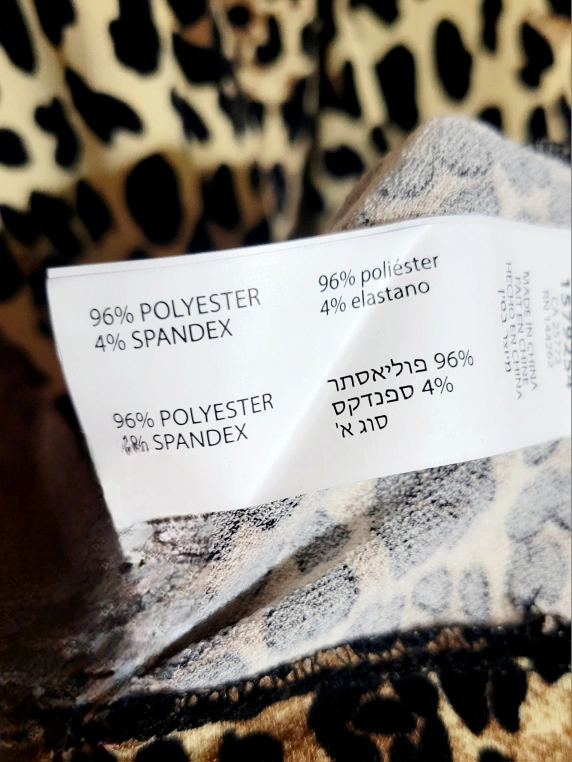 96% POLYESTER
4% SPANDEX
96% poliéster
4% elastano
96% POLYESTER
SPANDEX
96% פוליאסתר
4% ספנדקס
סוג א'
MADE IN CHINA
HECHO EN CHINA